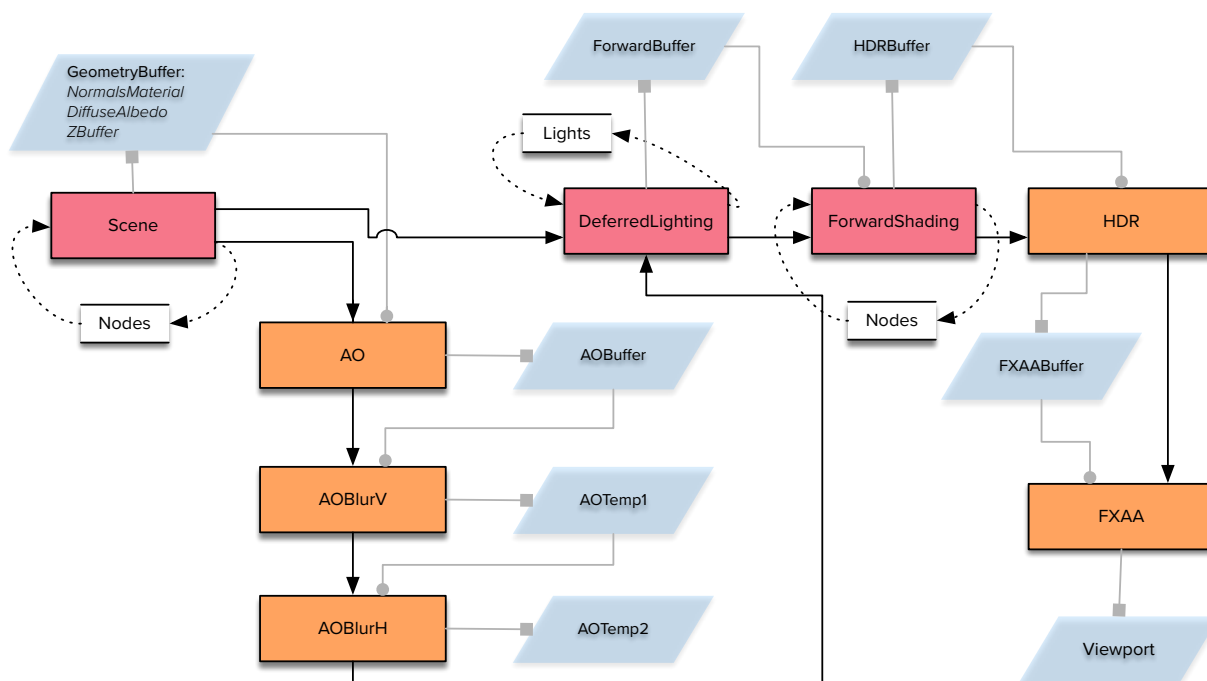 ForwardBuffer
HDRBuffer
GeometryBuffer:
NormalsMaterial
DiffuseAlbedo
ZBuffer
Lights
Scene
DeferredLighting
ForwardShading
HDR
Nodes
Nodes
AO
AOBuffer
FXAABuffer
AOBlurV
AOTemp1
FXAA
AOBlurH
AOTemp2
Viewport